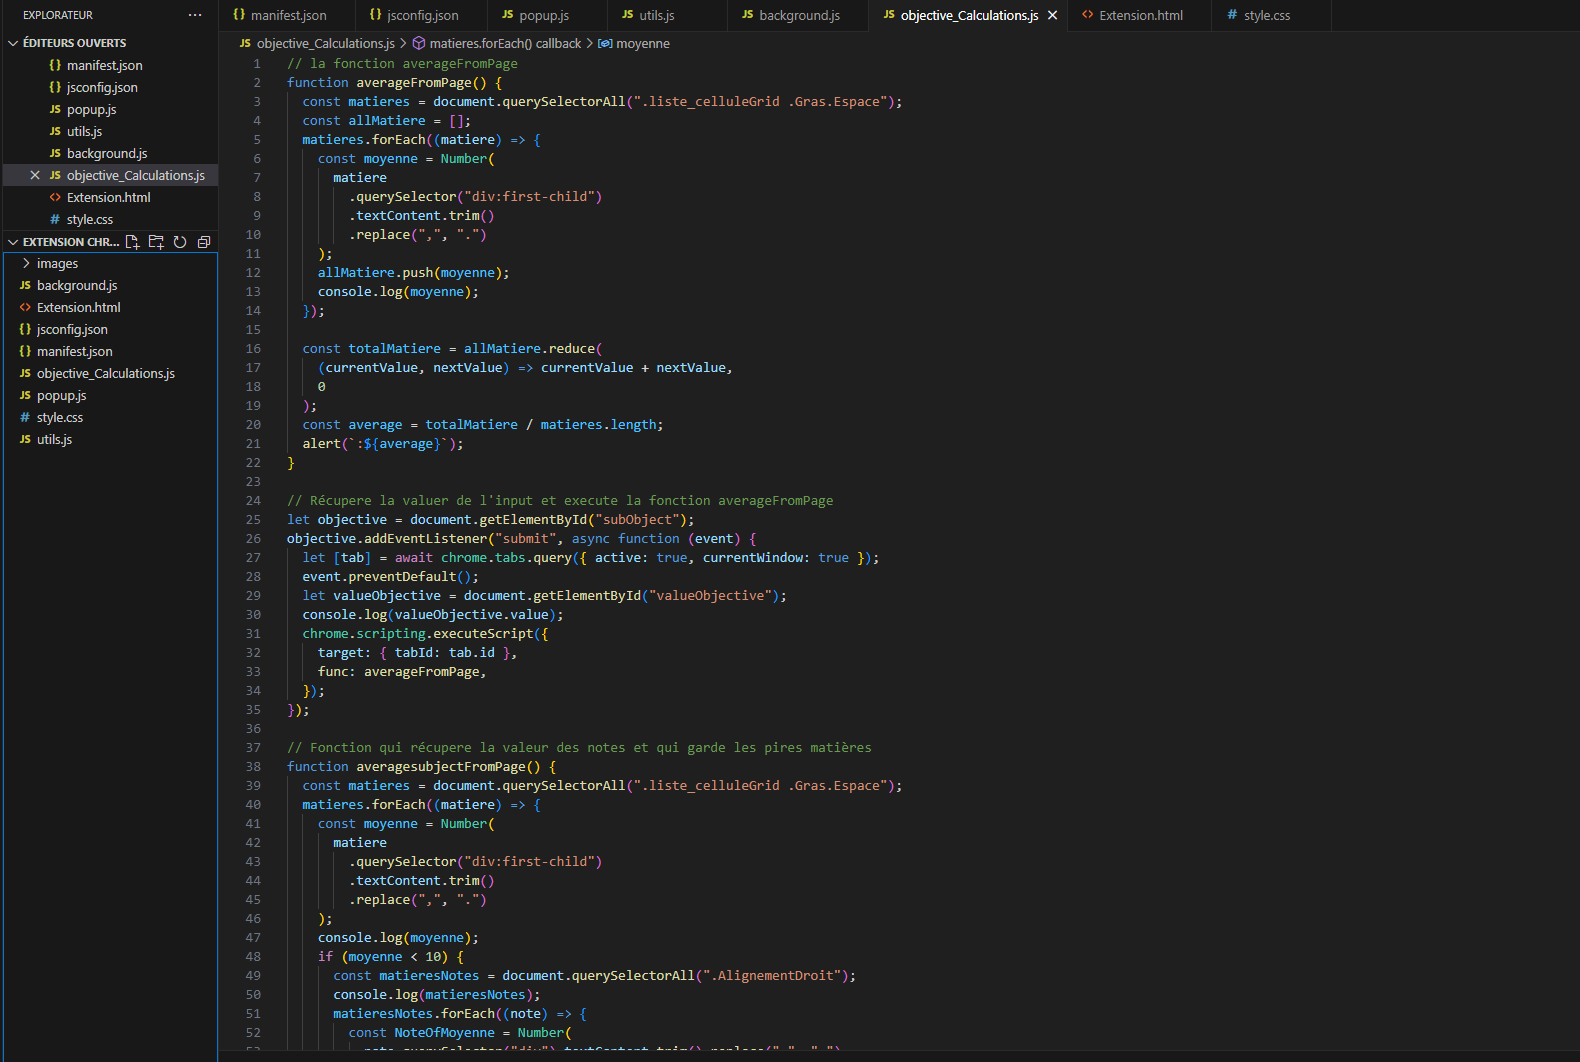 EXPLORATEUR ···
ÉDITEURS OUVERTS
{} manifest.json
{} jsconfig.json
JS popup.js
JS utils.js
JS background.js
JS objective_Calculations.js
<> Extension.html
# style.css
EXTENSION CHR...
images
JS background.js
<> Extension.html
{} jsconfig.json
{} manifest.json
JS objective_Calculations.js
JS popup.js
# style.css
JS utils.js
{} manifest.json {} jsconfig.json JS popup.js JS utils.js JS background.js JS objective_Calculations.js <> Extension.html # style.css
JS objective_Calculations.js > matieres.forEach() callback > moyenne
1 // la fonction averageFromPage
2 function averageFromPage() {
3 const matieres = document.querySelectorAll(".liste_celluleGrid .Gras.Espace");
4 const allMatiere = [];
5 matieres.forEach((matiere) => {
6 const moyenne = Number(
7 matiere
8 .querySelector("div:first-child")
9 .textContent.trim()
10 .replace(",", ".")
11 );
12 allMatiere.push(moyenne);
13 console.log(moyenne);
14 });
15
16 const totalMatiere = allMatiere.reduce(
17 (currentValue, nextValue) => currentValue + nextValue,
18 0
19 );
20 const average = totalMatiere / matieres.length;
21 alert(`:${average}`);
22 }
23
24 // Récupere la valuer de l'input et execute la fonction averageFromPage
25 let objective = document.getElementById("subObject");
26 objective.addEventListener("submit", async function (event) {
27 let [tab] = await chrome.tabs.query({ active: true, currentWindow: true });
28 event.preventDefault();
29 let valueObjective = document.getElementById("valueObjective");
30 console.log(valueObjective.value);
31 chrome.scripting.executeScript({
32 target: { tabId: tab.id },
33 func: averageFromPage,
34 });
35 });
36
37 // Fonction qui récupere la valeur des notes et qui garde les pires matières
38 function averagesubjectFromPage() {
39 const matieres = document.querySelectorAll(".liste_celluleGrid .Gras.Espace");
40 matieres.forEach((matiere) => {
41 const moyenne = Number(
42 matiere
43 .querySelector("div:first-child")
44 .textContent.trim()
45 .replace(",", ".")
46 );
47 console.log(moyenne);
48 if (moyenne < 10) {
49 const matieresNotes = document.querySelectorAll(".AlignementDroit");
50 console.log(matieresNotes);
51 matieresNotes.forEach((note) => {
52 const NoteOfMoyenne = Number(